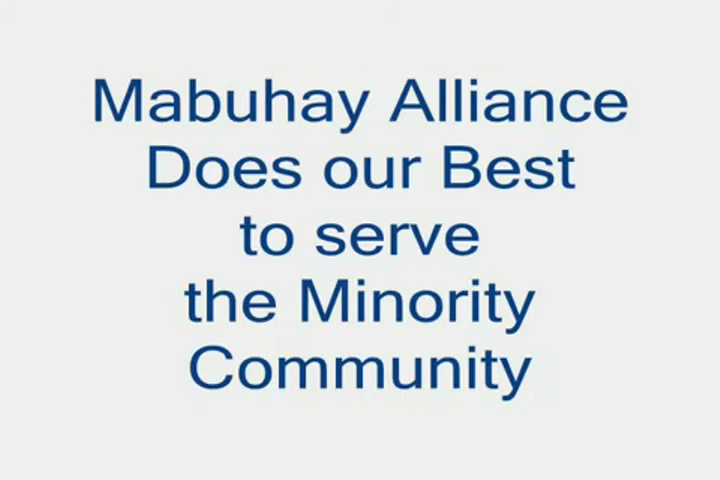 Mabuhay Alliance
Does our Best
to serve
the Minority
Community